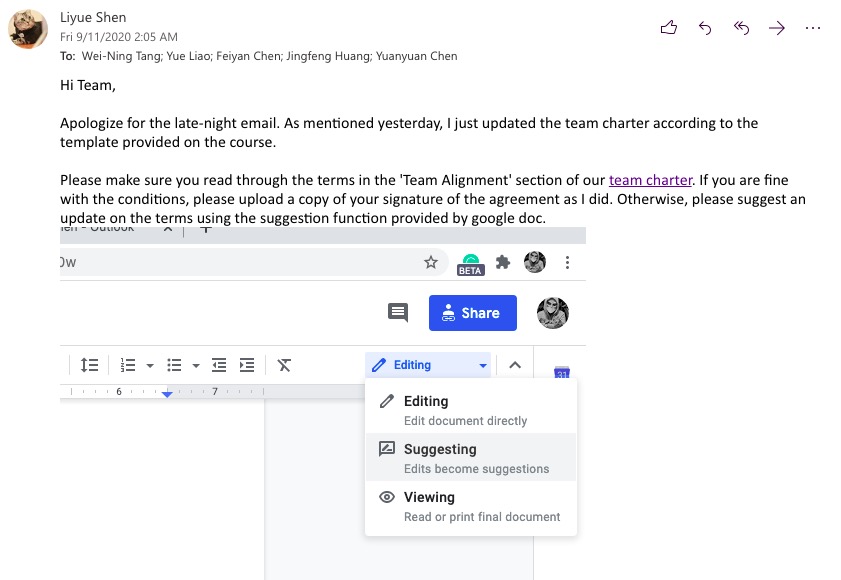 Liyue Shen
Fri 9/11/2020 2:05 AM
To: Wei-Ning Tang; Yue Liao; Feiyan Chen; Jingfeng Huang; Yuanyuan Chen
Hi Team,
Apologize for the late-night email. As mentioned yesterday, I just updated the team charter according to the
template provided on the course.
Please make sure you read through the terms in the 'Team Alignment' section of our team charter. If you are fine
with the conditions, please upload a copy of your signature of the agreement as I did. Otherwise, please suggest an
update on the terms using the suggestion function provided by google doc.
- Outlook
BETA
Share
Editing
31
6 7
Editing
Edit document directly
Suggesting
Edits become suggestions
Viewing
Read or print final document